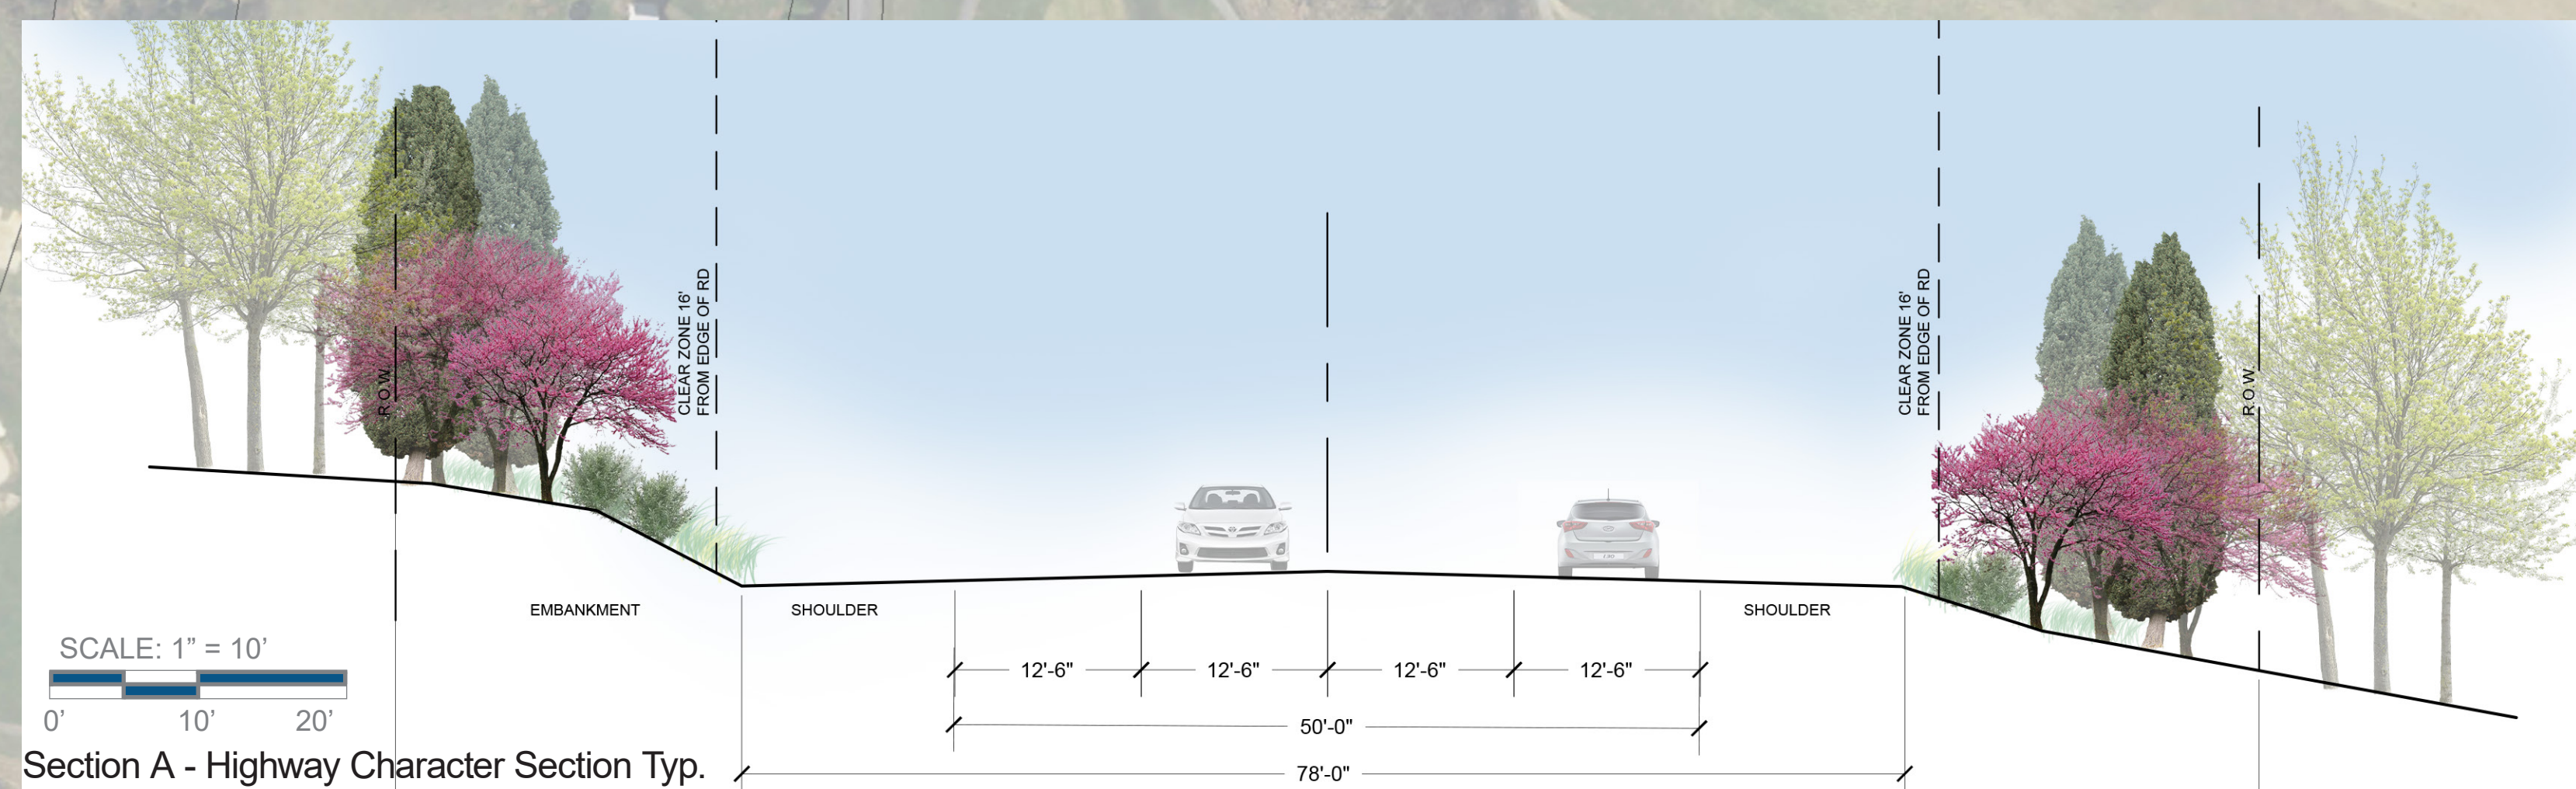 CLEAR ZONE 16'
FROM EDGE OF RD
CLEAR ZONE 16'
FROM EDGE OF RD
R.O.W.
R.O.W.
EMBANKMENT
SHOULDER
SHOULDER
SCALE: 1” = 10’
0’ 10’ 20’
12'-6" 12'-6" 12'-6" 12'-6"
50'-0"
78'-0"
Section A - Highway Character Section Typ.